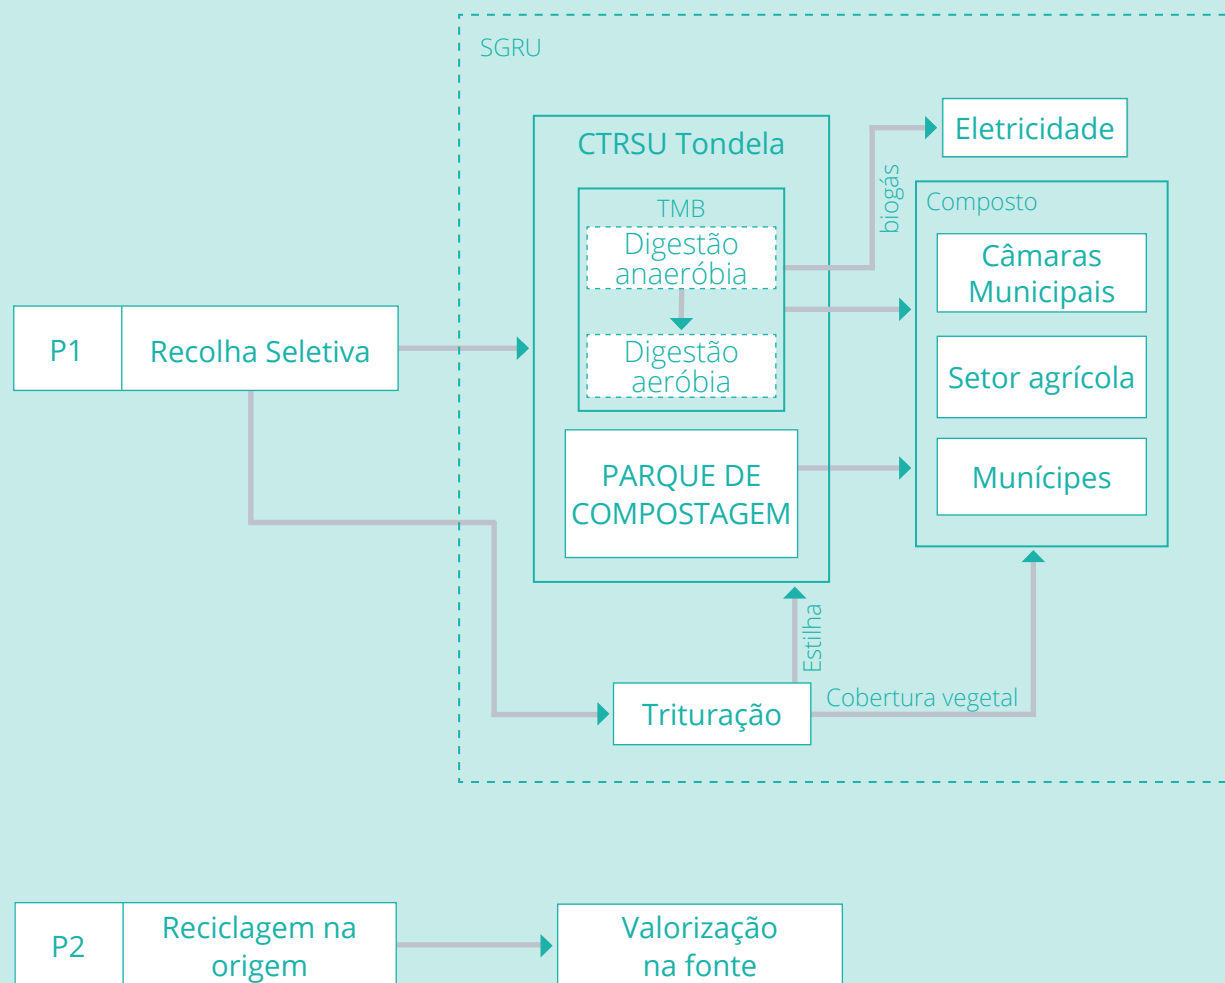 SGRU
CTRSU Tondela
TMB
Digestão
anaeróbia
Digestão
aeróbia
PARQUE DE
COMPOSTAGEM
biogás
Eletricidade
Composto
Câmaras
Municipais
Setor agrícola
Munícipes
P1
Recolha Seletiva
Estilha
Trituração
Cobertura vegetal
P2
Reciclagem na
origem
Valorização
na fonte